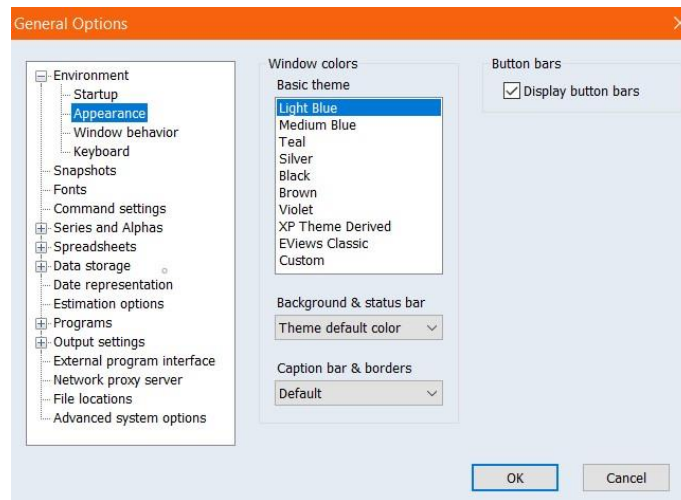 General Options
Environment
Startup
Appearance
Window behavior
Keyboard
Snapshots
Fonts
Command settings
Series and Alphas
Spreadsheets
Data storage
Date representation
Estimation options
Programs
Output settings
External program interface
Network proxy server
File locations
Advanced system options
Window colors
Basic theme
Light Blue
Medium Blue
Teal
Silver
Black
Brown
Violet
XP Theme Derived
EViews Classic
Custom
Background & status bar
Theme default color
Caption bar & borders
Default
Button bars
Display button bars
OK
Cancel